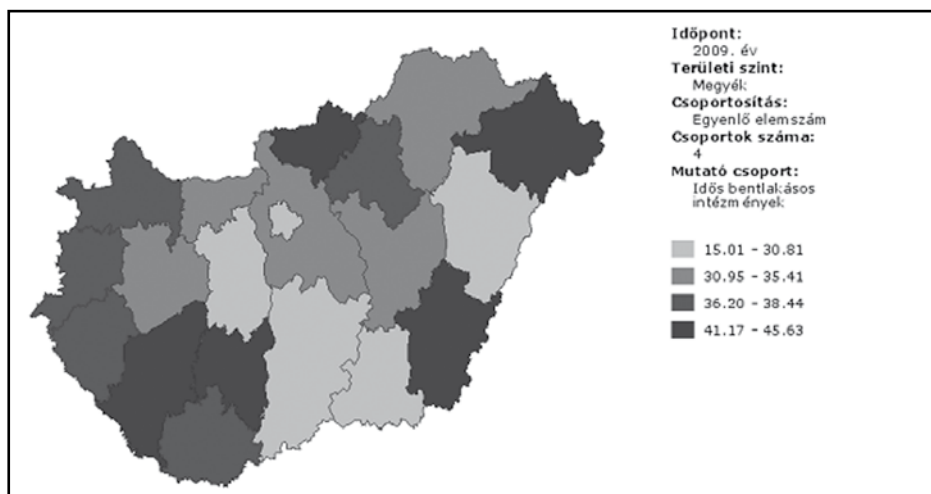 Időpont:
2009. év
Területi szint:
Megyék
Csoportosítás:
Egyenlő elemszám
Csoportok száma:
4
Mutató csoport:
Idős bentlakásos
intézmények
15.01 - 30.81
30.95 - 35.41
36.20 - 38.44
41.17 - 45.63